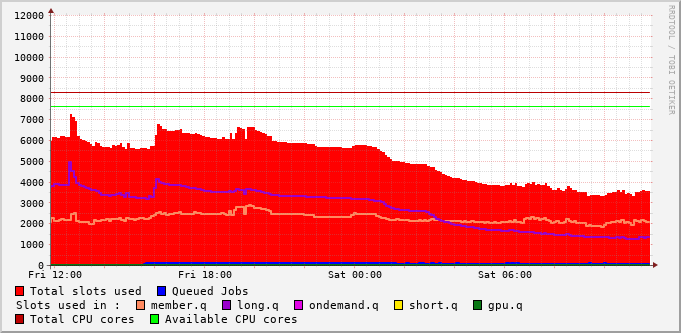 12000
11000
10000
9000
8000
7000
6000
5000
4000
3000
2000
1000
0
Fri 12:00 Fri 18:00 Sat 00:00 Sat 06:00
Total slots used Queued Jobs
Slots used in : member.q long.q ondemand.q short.q gpu.q
Total CPU cores Available CPU cores
RRDTOOL / TOBI OETIKER